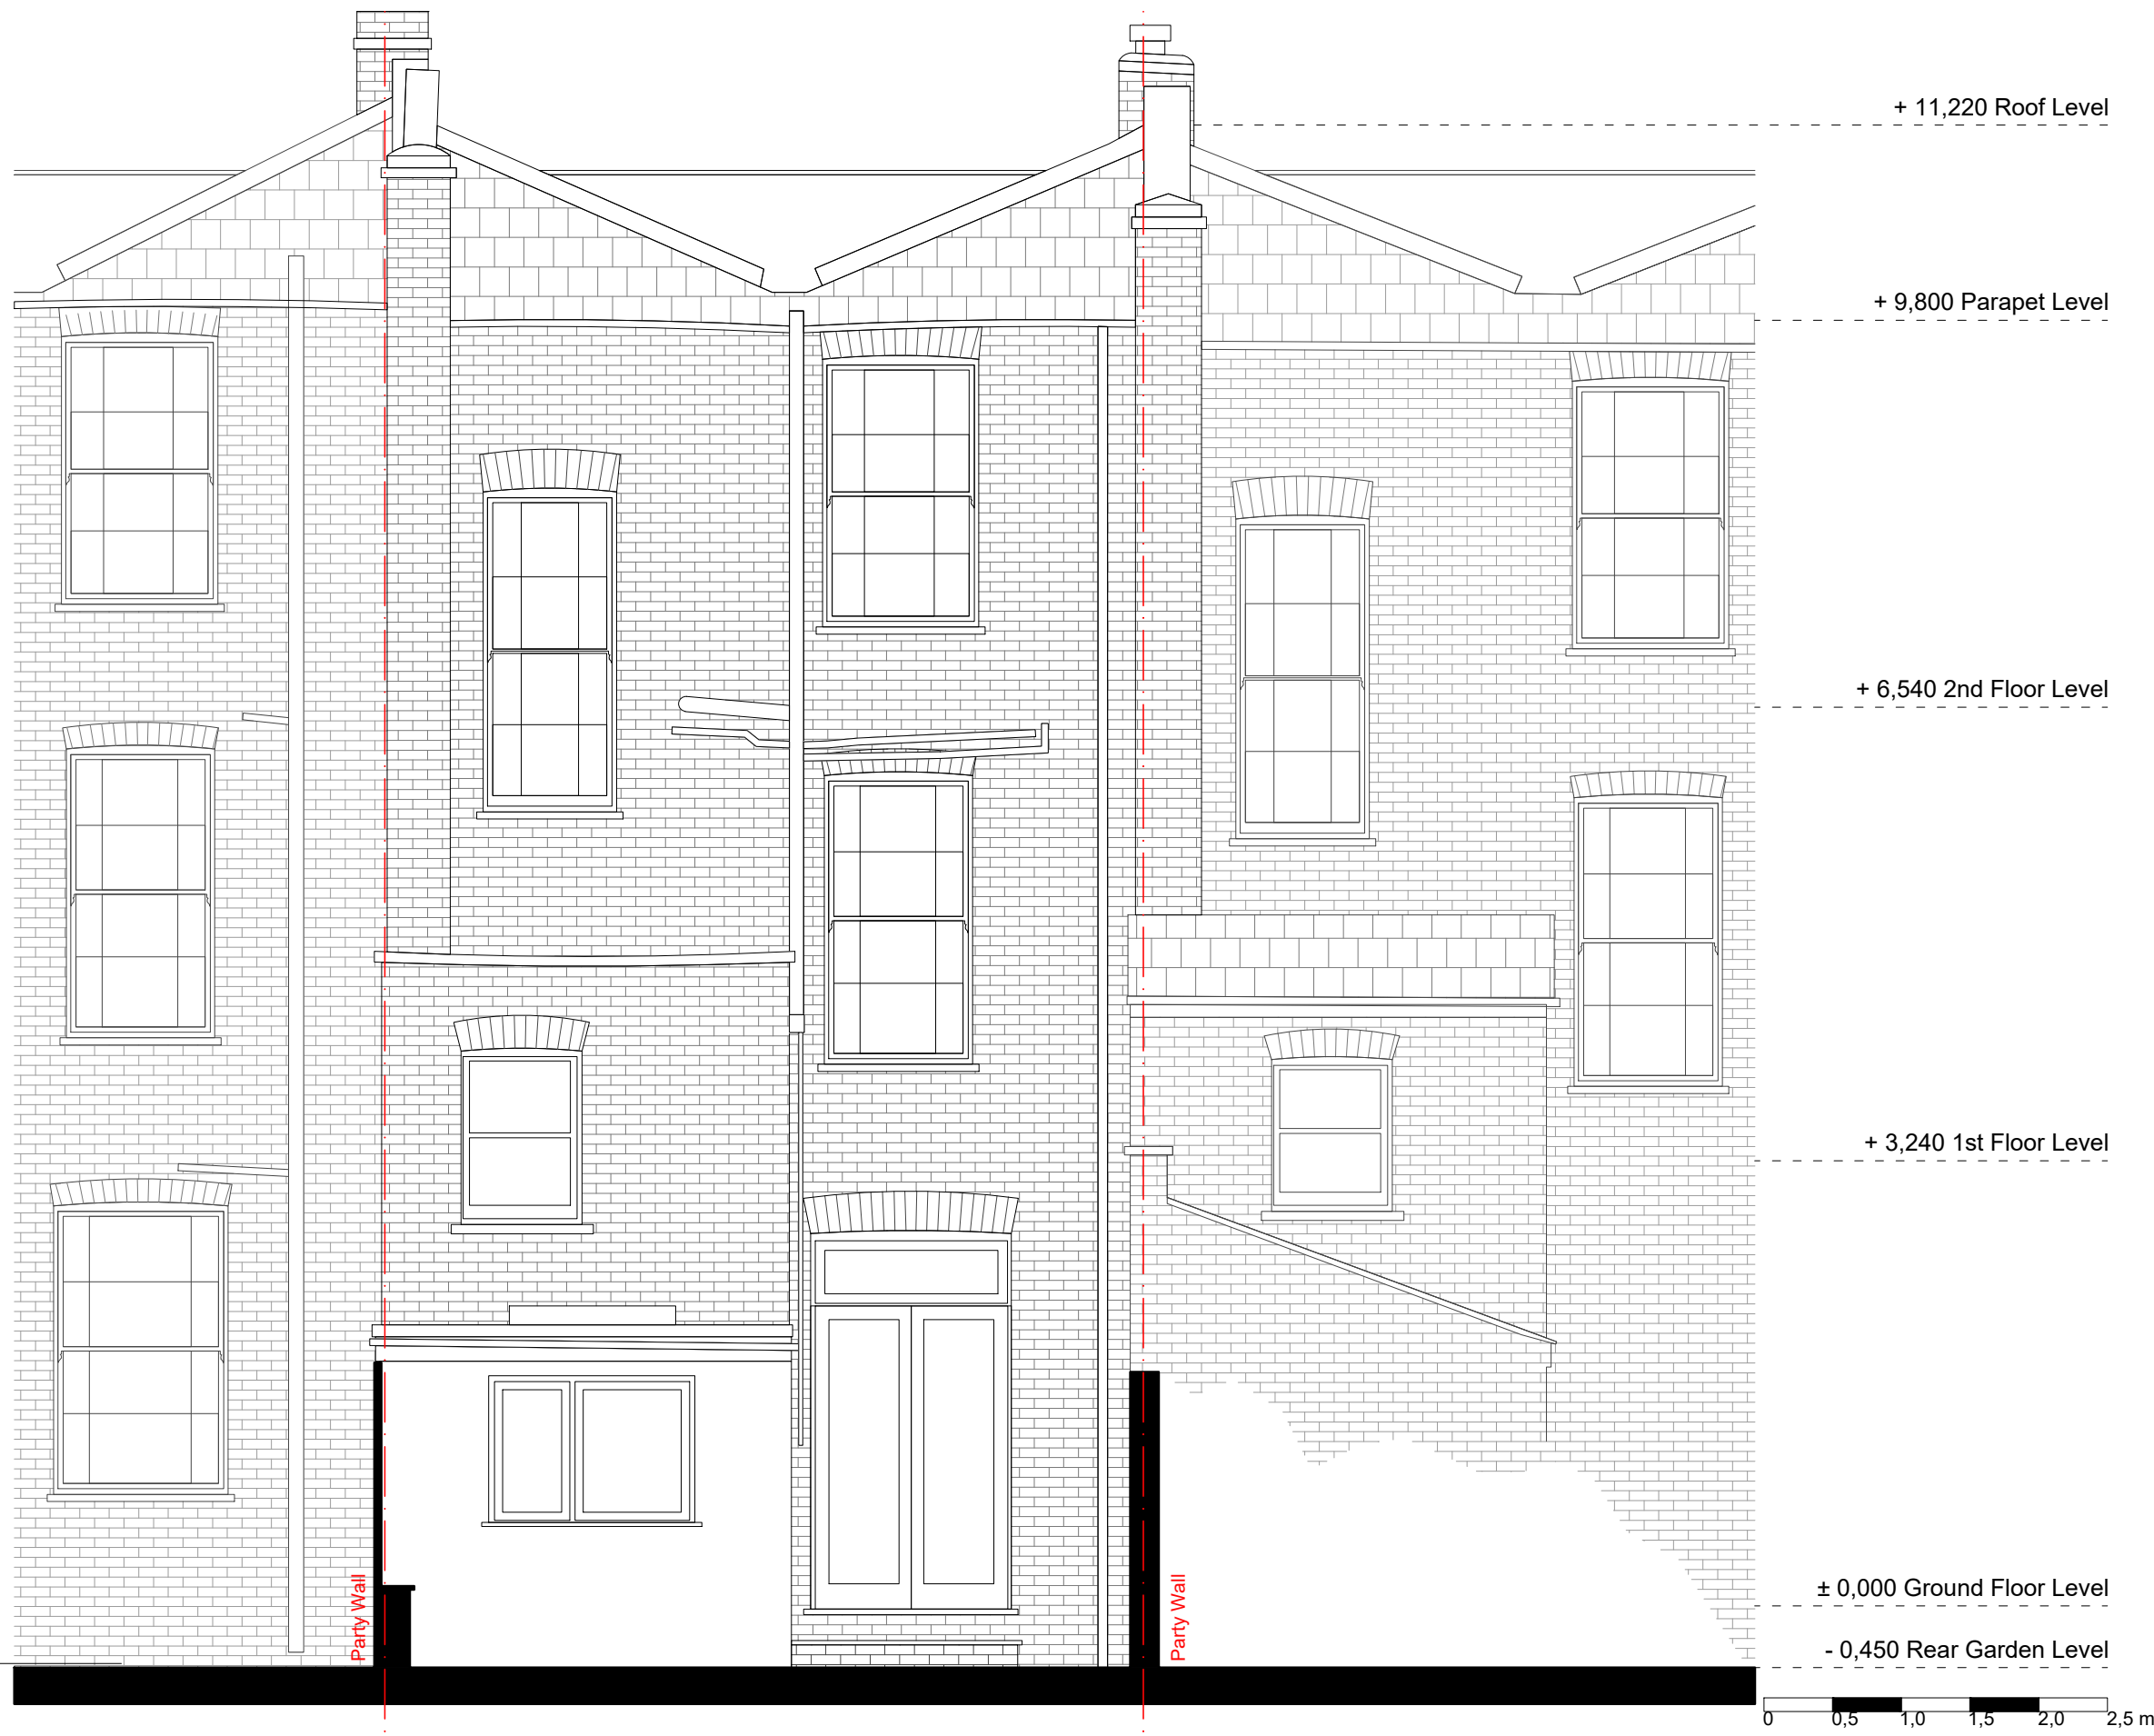 + 11,220 Roof Level
+ 9,800 Parapet Level
+ 6,540 2nd Floor Level
+ 3,240 1st Floor Level
Party Wall
Party Wall
± 0,000 Ground Floor Level
- 0,450 Rear Garden Level
0 0,5 1,0 1,5 2,0 2,5 m